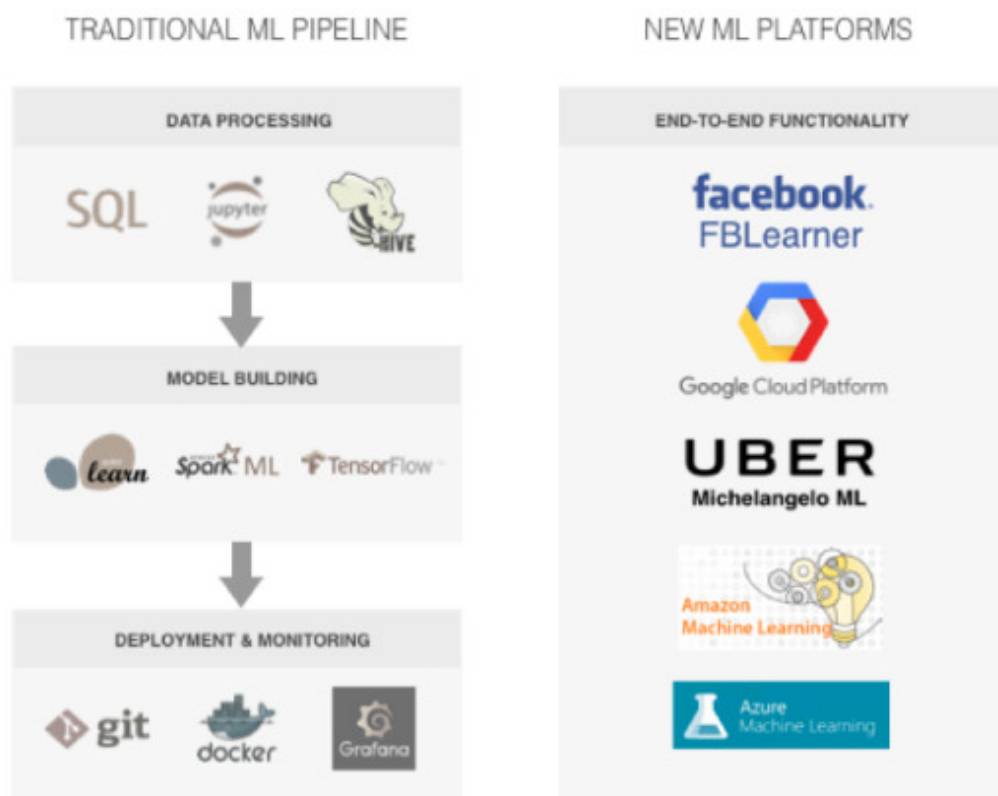 TRADITIONAL ML PIPELINE
DATA PROCESSING
SQL
jupyter
HIVE
MODEL BUILDING
learn
Spark ML
TensorFlow
DEPLOYMENT & MONITORING
git
docker
Grafana
NEW ML PLATFORMS
END-TO-END FUNCTIONALITY
facebook.
FBLearner
Google Cloud Platform
UBER
Michelangelo ML
Amazon
Machine Learning
Azure
Machine Learning